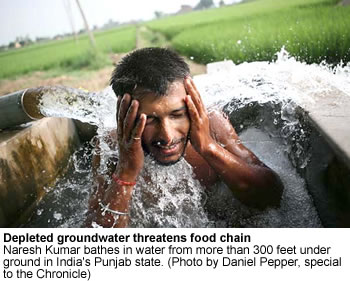 Depleted groundwater threatens food chain
Naresh Kumar bathes in water from more than 300 feet under
ground in India's Punjab state. (Photo by Daniel Pepper, special
to the Chronicle)